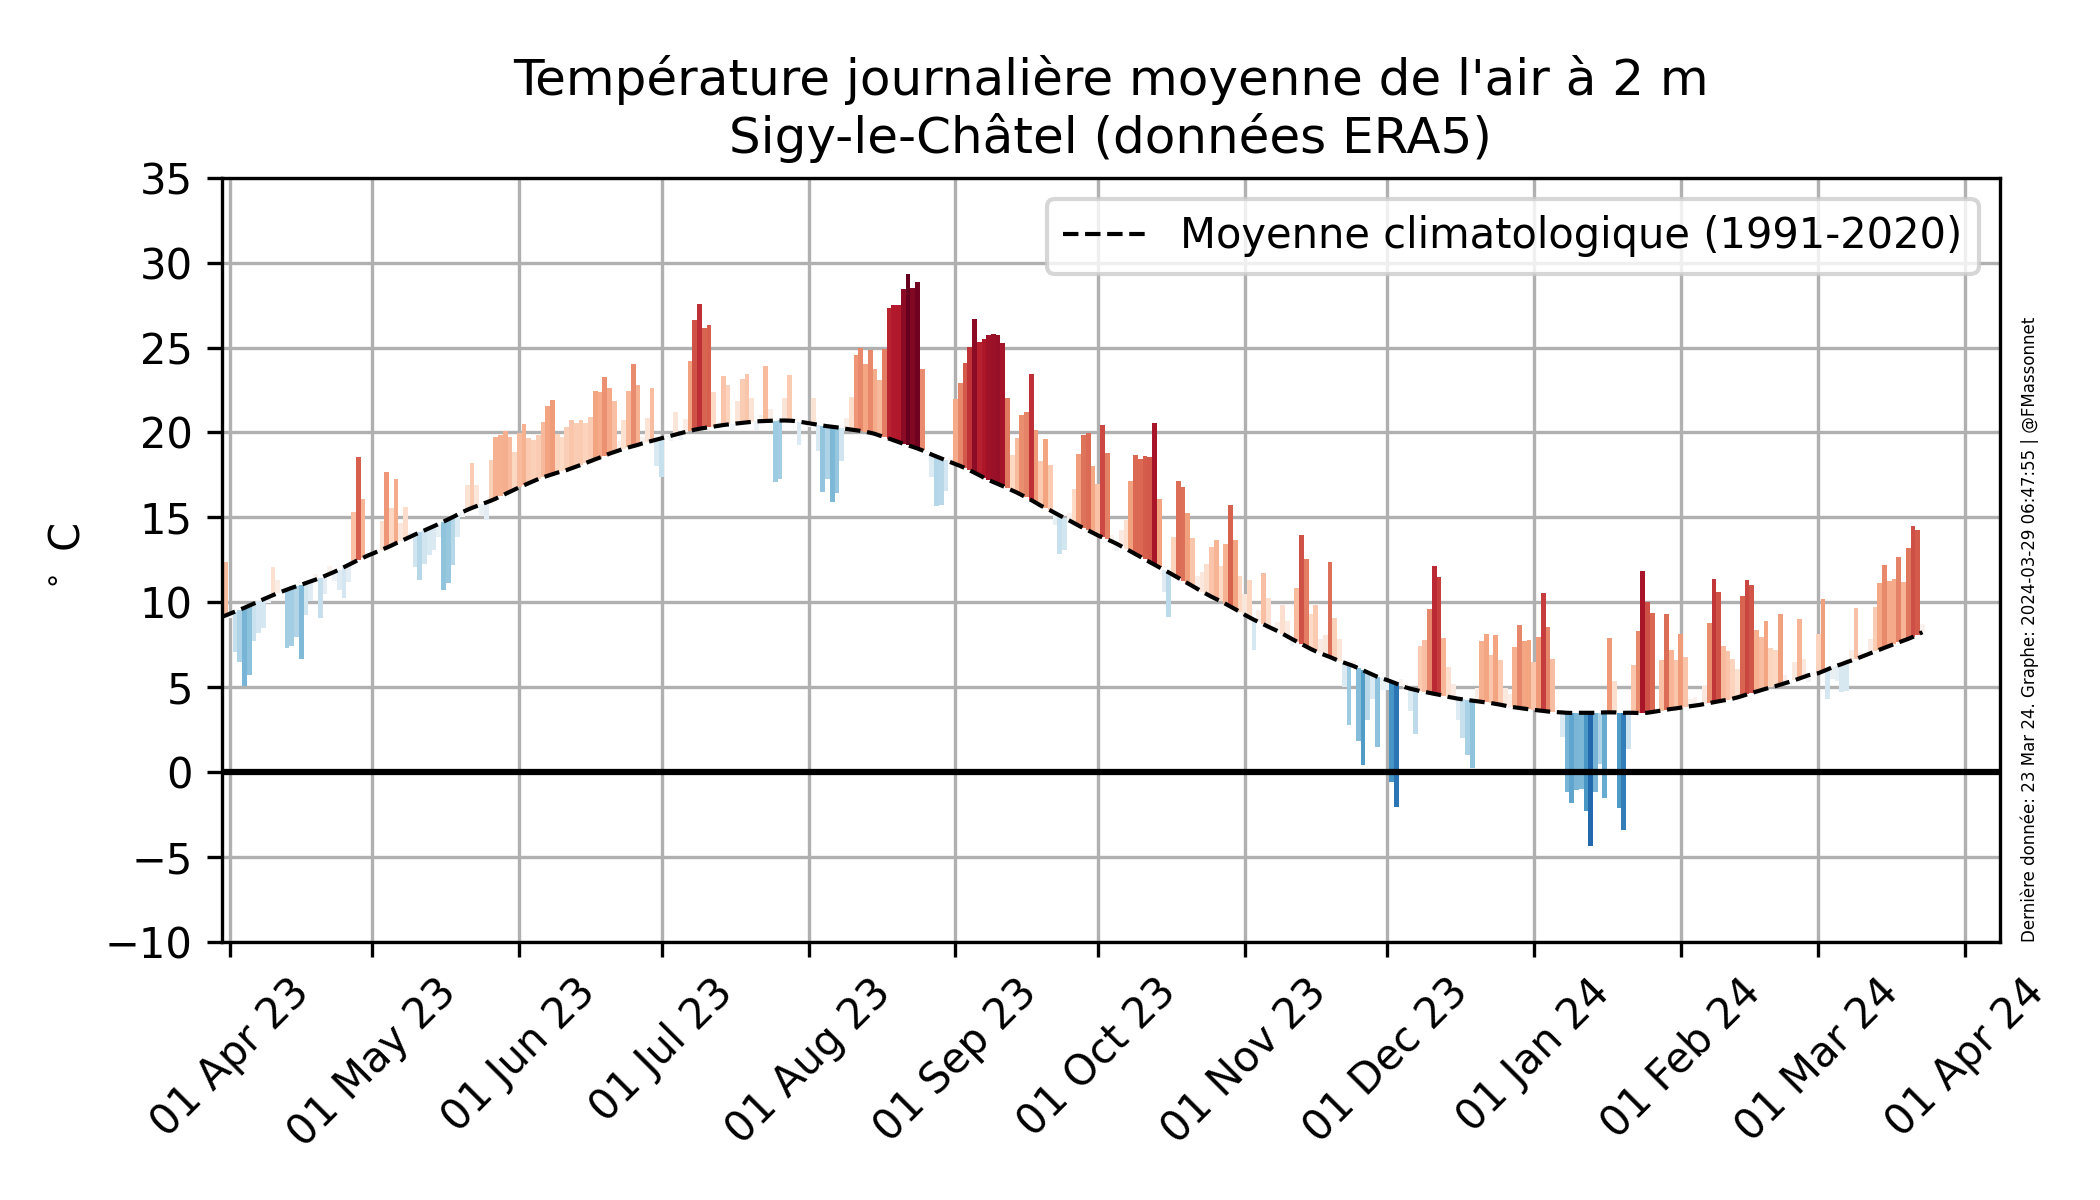 Température journalière moyenne de l'air à 2 m
Sigy-le-Châtel (données ERA5)
Moyenne climatologique (1991-2020)
° C
35
30
25
20
15
10
5
0
−5
−10
01 Apr 23
01 May 23
01 Jun 23
01 Jul 23
01 Aug 23
01 Sep 23
01 Oct 23
01 Nov 23
01 Dec 23
01 Jan 24
01 Feb 24
01 Mar 24
01 Apr 24
Dernière donnée: 23 Mar 24. Graphe: 2024-03-29 06:47:55 | @FMassonnet